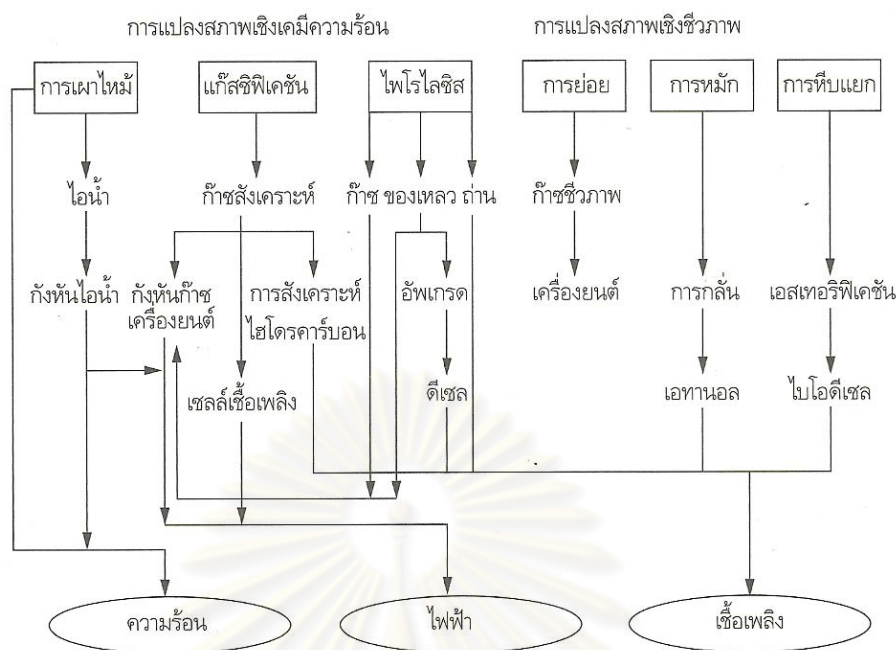 การแปลงสภาพเชิงเคมีความร้อน การแปลงสภาพเชิงชีวภาพ
การเผาไหม้ แก๊สซิฟิเคชัน ไพโรไลซิส การย่อย การหมัก การหีบแยก
ไอน้ำ ก๊าซสังเคราะห์ ก๊าซ ของเหลว ถ่าน ก๊าซชีวภาพ
กังหันไอน้ำ กังหันก๊าซ การสังเคราะห์ อัพเกรด เครื่องยนต์ การกลั่น เอสเทอริฟิเคชัน
เครื่องยนต์ ไฮโดรคาร์บอน
เซลล์เชื้อเพลิง ดีเซล เอทานอล ไบโอดีเซล
ความร้อน ไฟฟ้า เชื้อเพลิง